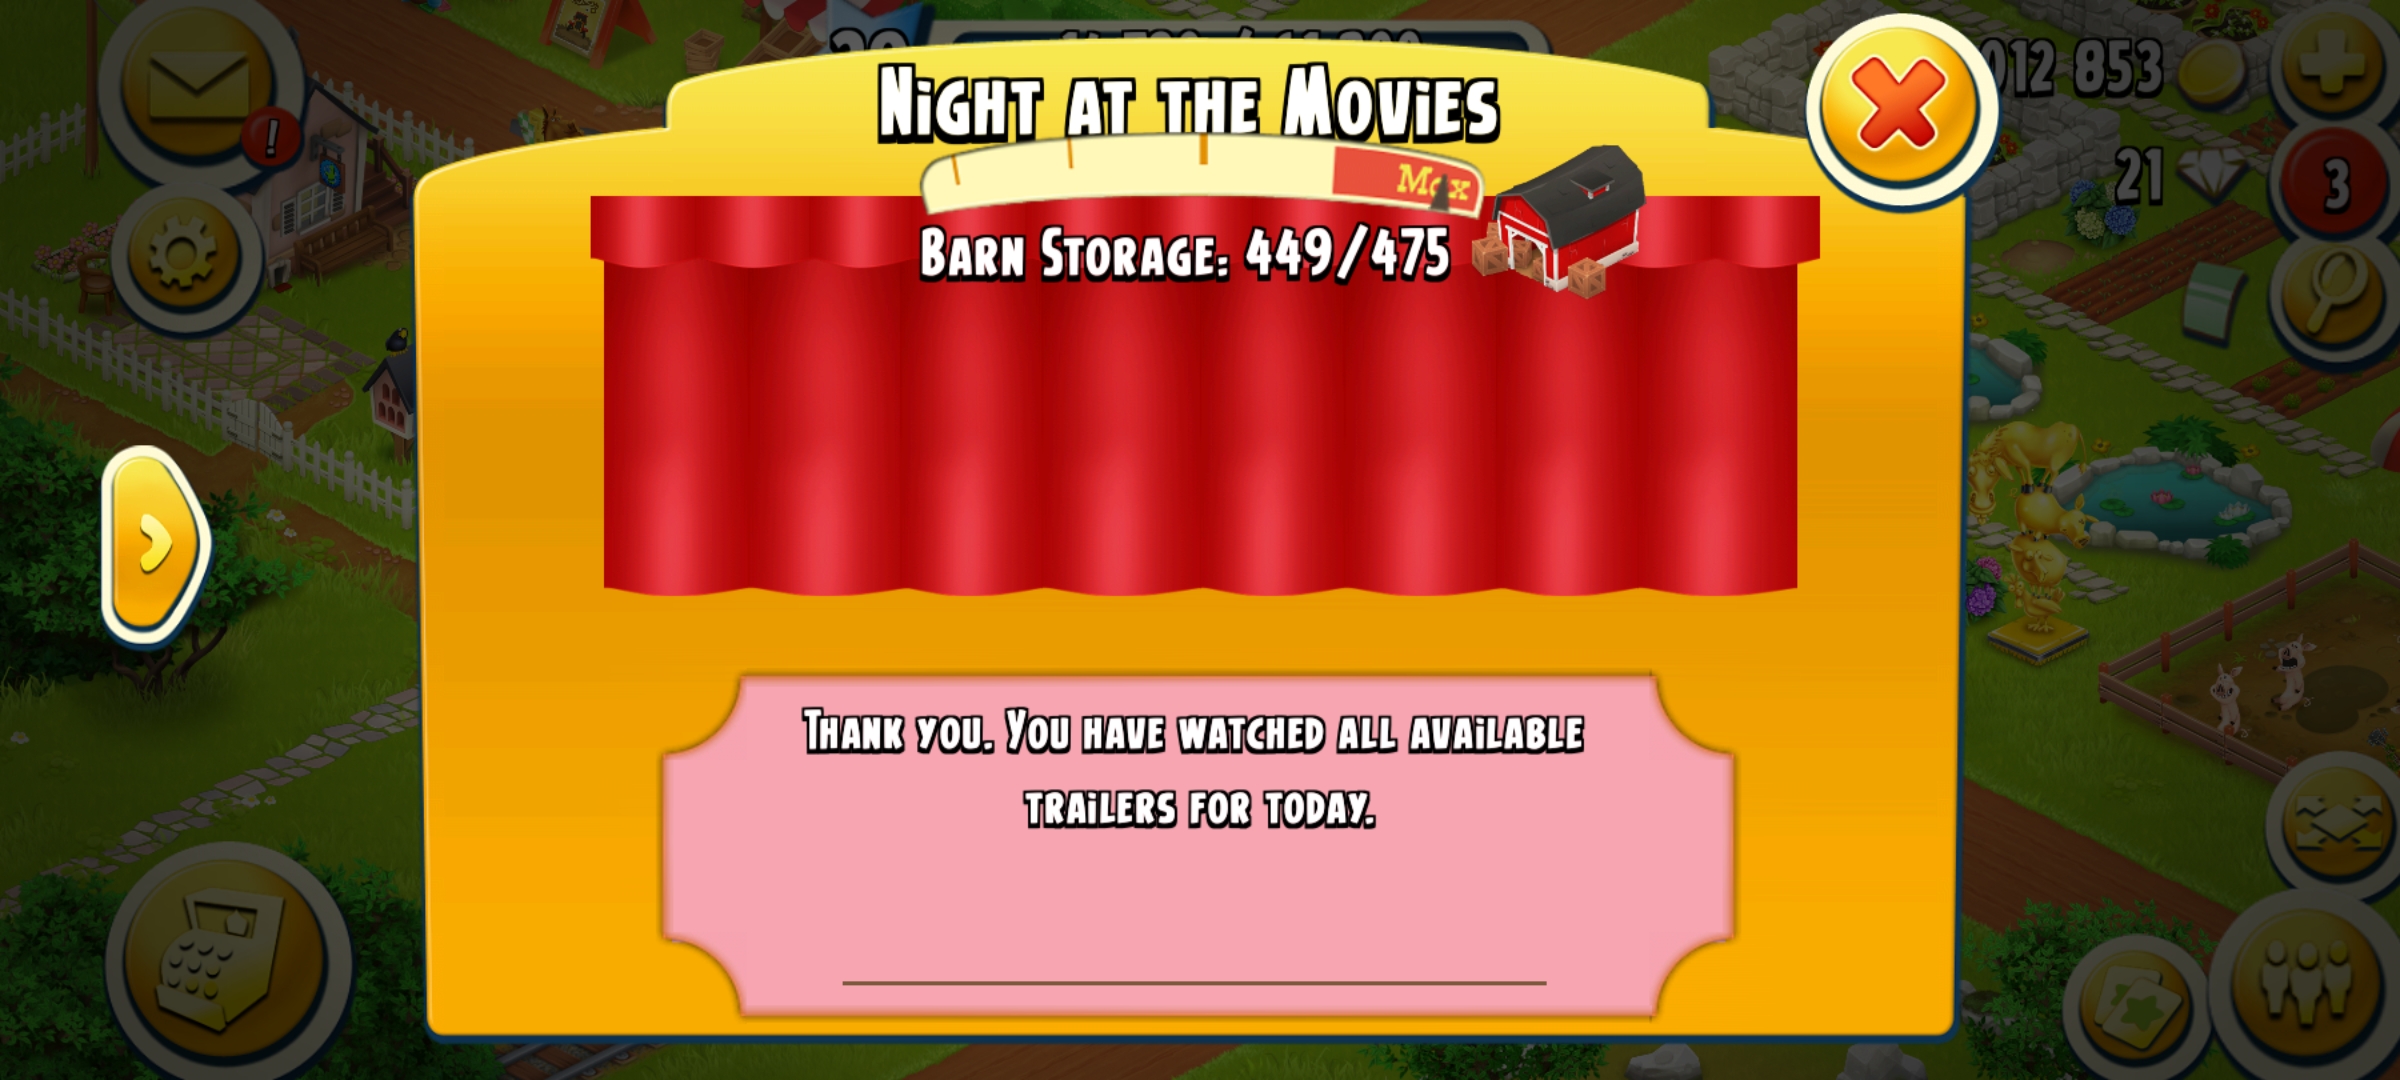 Night at the Movies
012 853
Max
21
3
Barn Storage: 449/475
Thank you. You have watched all available
trailers for today.